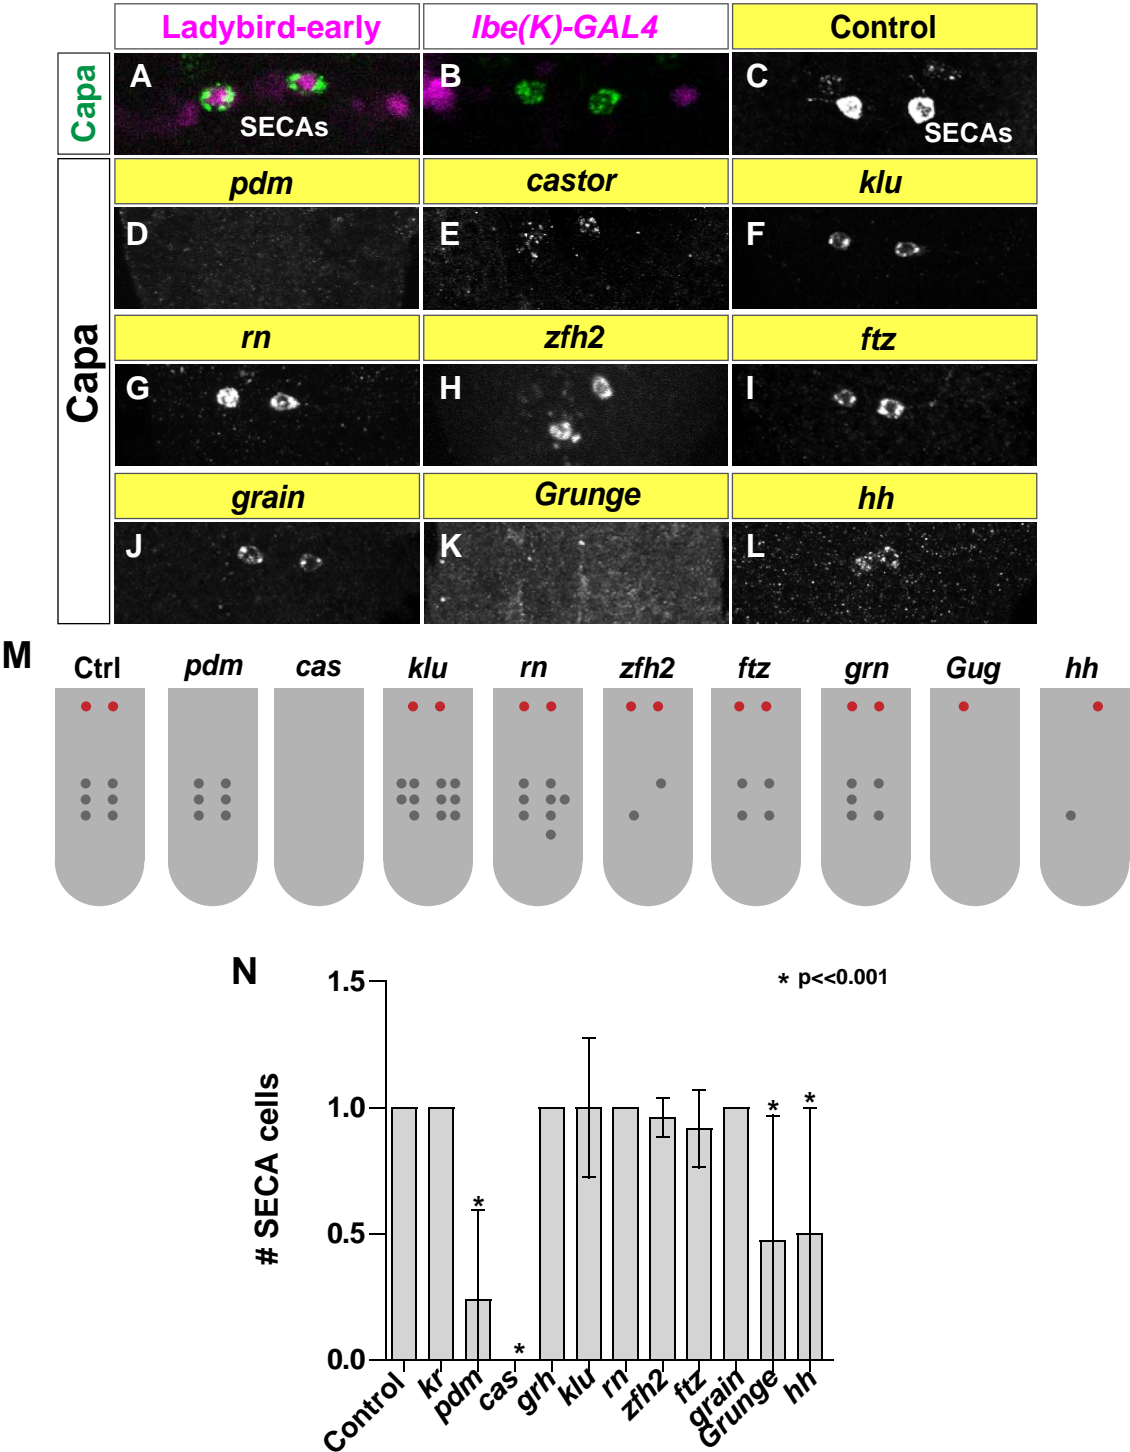 Ladybird-early lbe(K)-GAL4 Control
Capa
A B C
SECAs SECAs
Capa
pdm castor klu
D E F
rn zfh2 ftz
G H I
grain Grunge hh
J K L
M
Ctrl pdm cas klu rn zfh2 ftz grn Gug hh
N
* p<<0.001
# SECA cells
1.5
1.0
0.5
0.0
* * * *
Control kr pdm cas grh klu rn zfh2 ftz grain Grunge hh